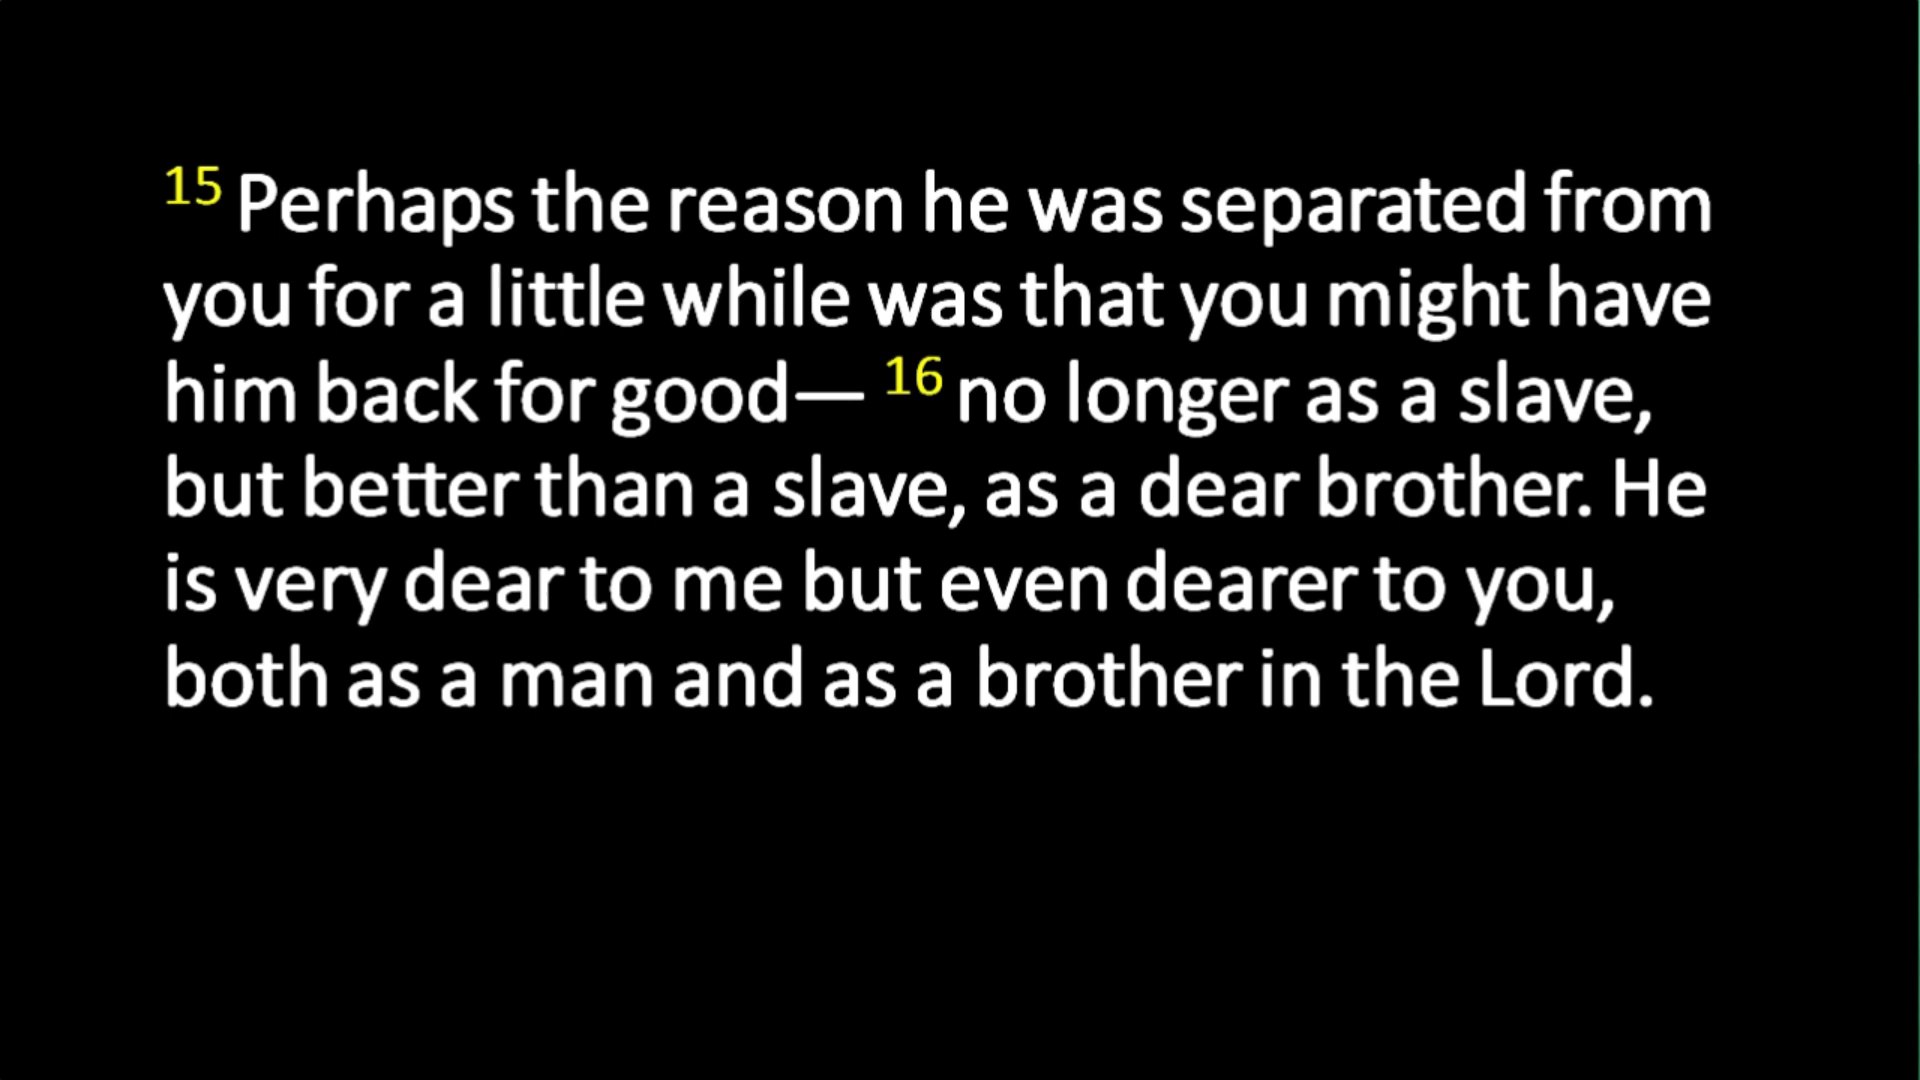 15 Perhaps the reason he was separated from
you for a little while was that you might have
him back for good— 16 no longer as a slave,
but better than a slave, as a dear brother. He
is very dear to me but even dearer to you,
both as a man and as a brother in the Lord.